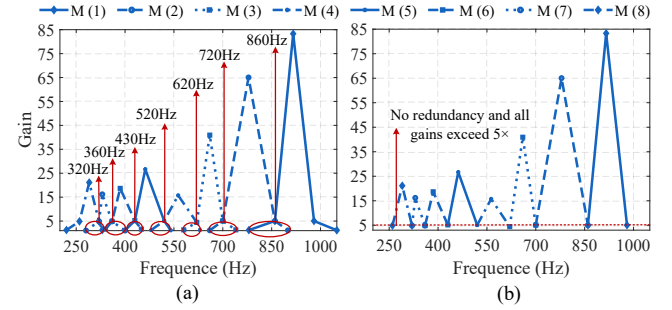 M (1) M (2) M (3) M (4)
85
75
65
55
45
35
25
15
5
Gain
320Hz
360Hz
430Hz
520Hz
620Hz
720Hz
860Hz
250 400 550 700 850 1000
Frequence (Hz)
(a)
M (5) M (6) M (7) M (8)
85
75
65
55
45
35
25
15
5
No redundancy and all
gains exceed 5×
250 400 550 700 850 1000
Frequence (Hz)
(b)